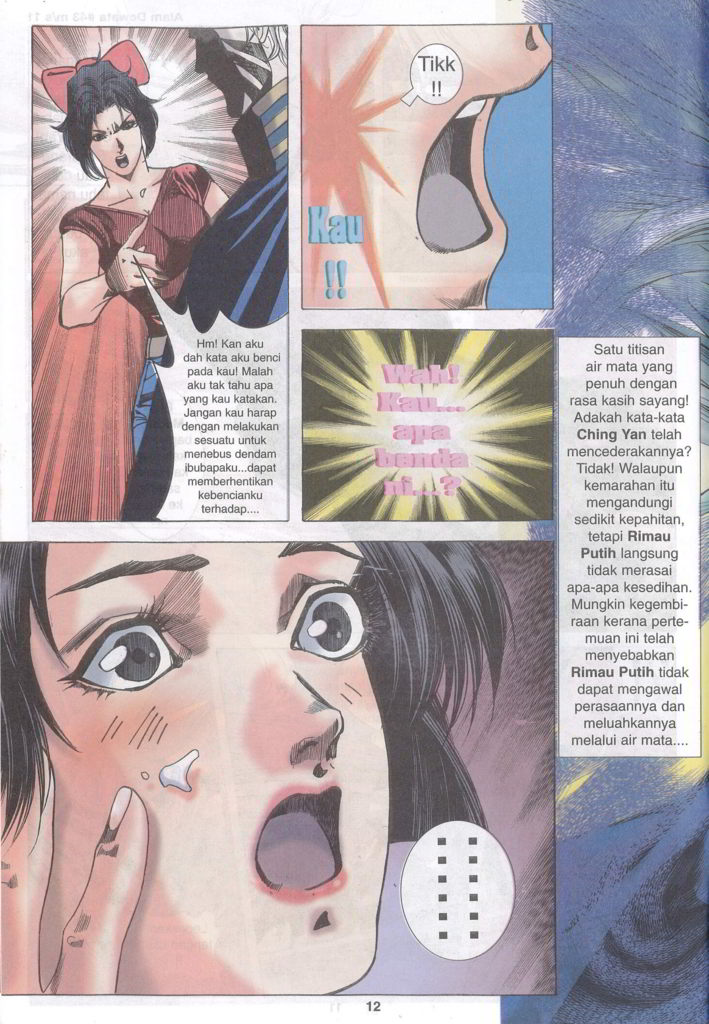 Hm! Kan aku
dah kata aku benci
pada kau! Malah
aku tak tahu apa
yang kau katakan.
Jangan kau harap
dengan melakukan
sesuatu untuk
menebus dendam
ibubapaku...dapat
memberhentikan
kebencianku
terhadap....
Tikk
!!
Kau
!!
Wah!
Kau...
apa
benda
ni...?
Satu titisan
air mata yang
penuh dengan
rasa kasih sayang!
Adakah kata-kata
Ching Yan telah
mencederakannya?
Tidak! Walaupun
kemarahan itu
mengandungi
sedikit kepahitan,
tetapi Rimau
Putih langsung
tidak merasai
apa-apa kesedihan.
Mungkin kegembi-
raan kerana perte-
muan ini telah
menyebabkan
Rimau Putih tidak
dapat mengawal
perasaannya dan
meluahkannya
melalui air mata....
12